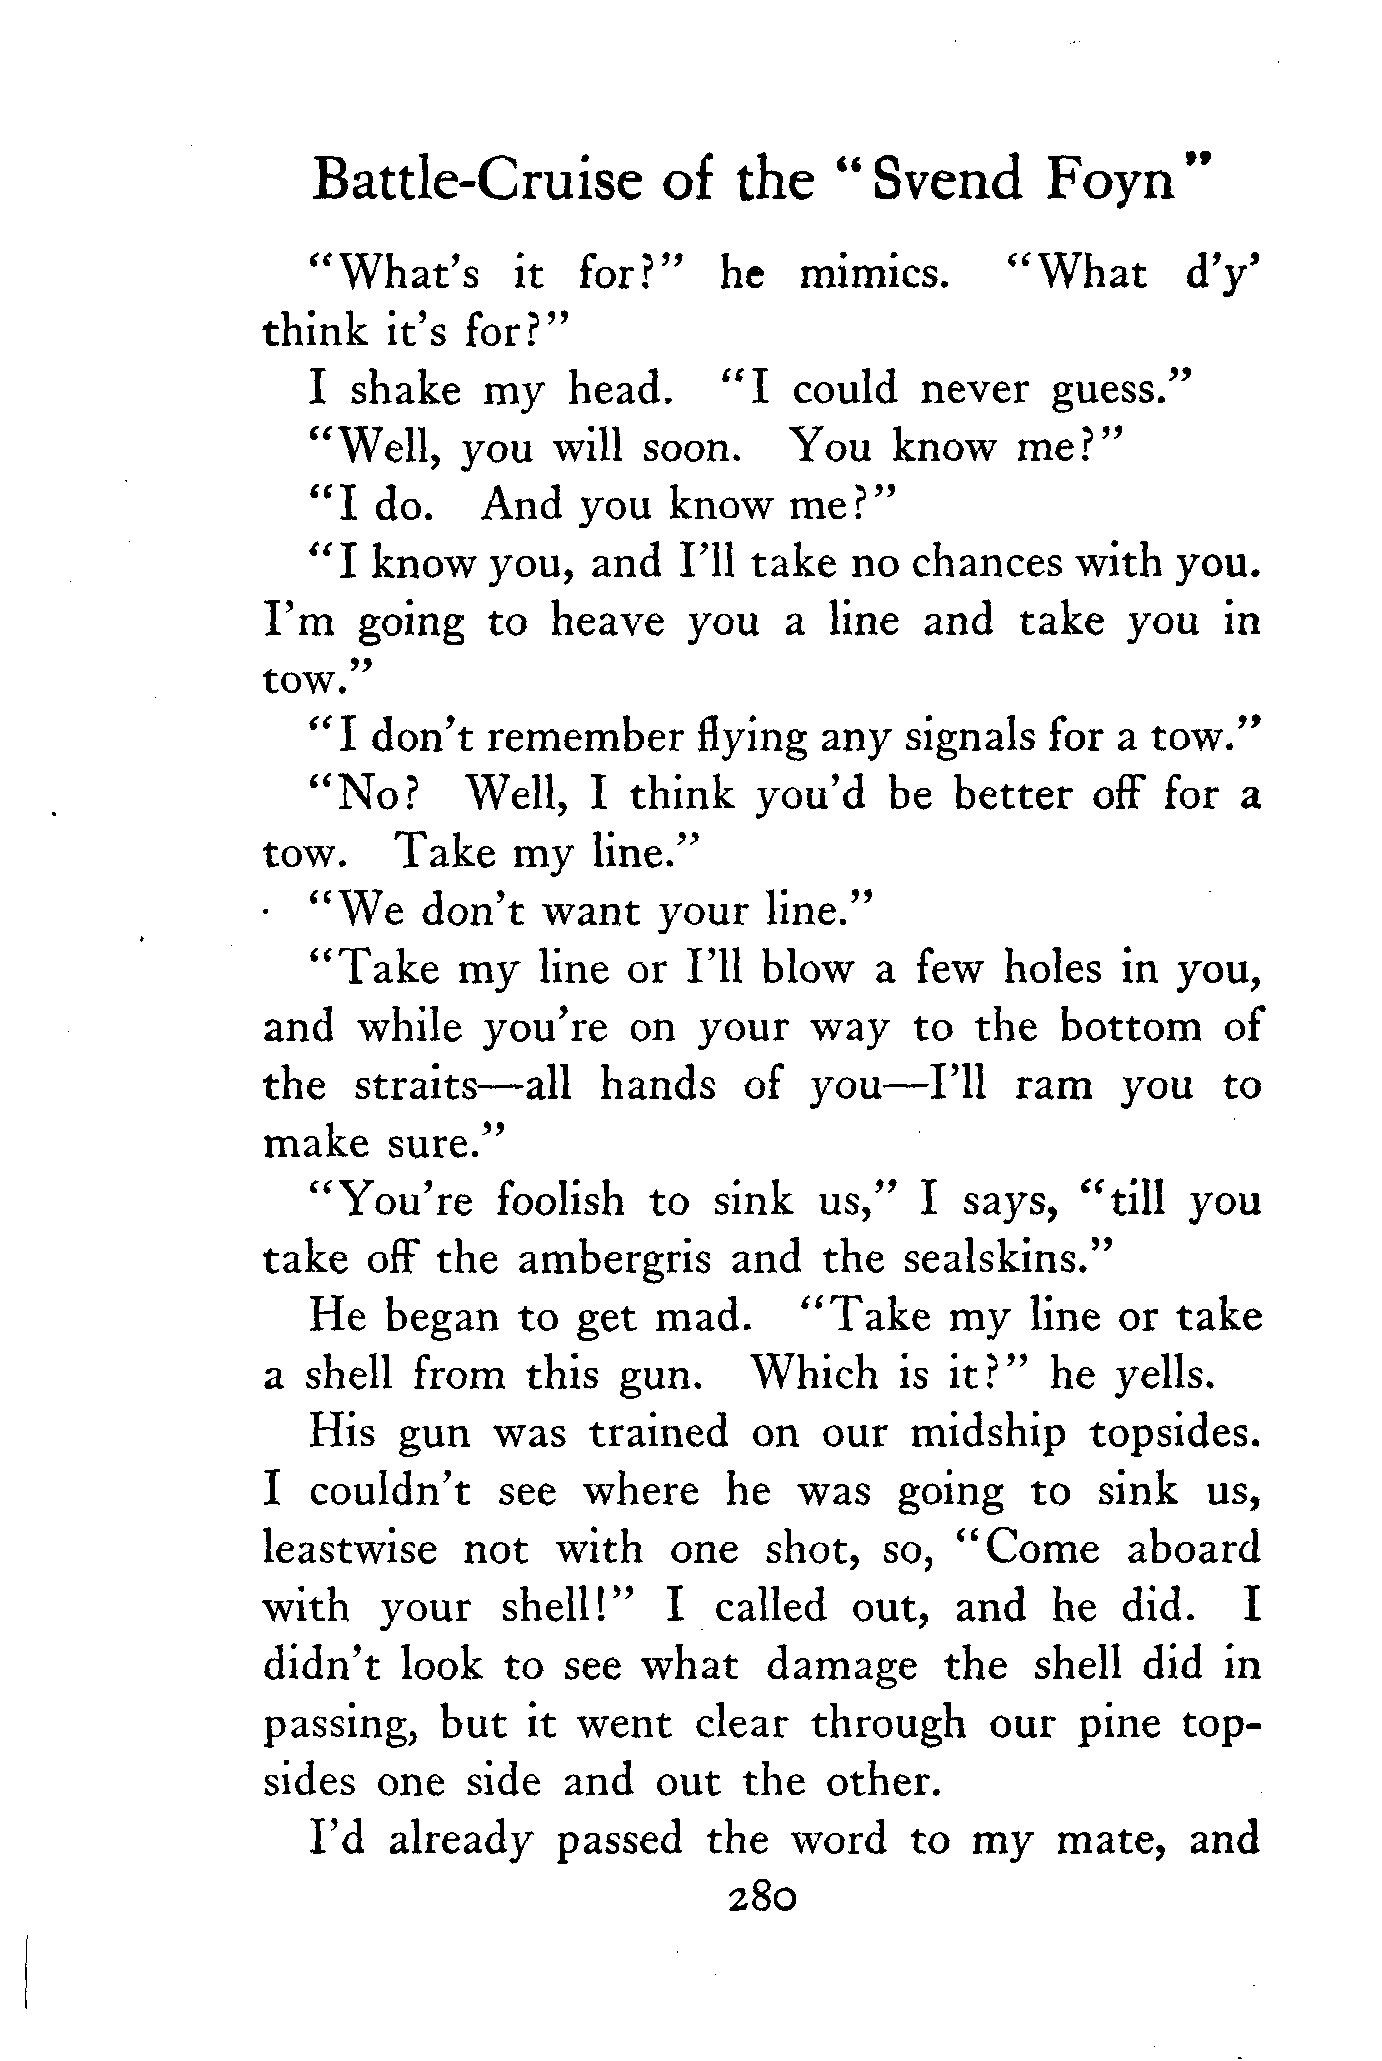 Battle-Cruise of the "Svend Foyn"
"What's it for?" he mimics. "What d'y'
think it's for?"
I shake my head. "I could never guess."
"Well, you will soon. You know me?"
"I do. And you know me?"
"I know you, and I'll take no chances with you.
I'm going to heave you a line and take you in
tow."
"I don't remember flying any signals for a tow."
"No? Well, I think you'd be better off for a
tow. Take my line."
"We don't want your line."
"Take my line or I'll blow a few holes in you,
and while you're on your way to the bottom of
the straits—all hands of you—I'll ram you to
make sure."
"You're foolish to sink us," I says, "till you
take off the ambergris and the sealskins."
He began to get mad. "Take my line or take
a shell from this gun. Which is it?" he yells.
His gun was trained on our midship topsides.
I couldn't see where he was going to sink us,
leastwise not with one shot, so, "Come aboard
with your shell!" I called out, and he did. I
didn't look to see what damage the shell did in
passing, but it went clear through our pine top-
sides one side and out the other.
I'd already passed the word to my mate, and
280